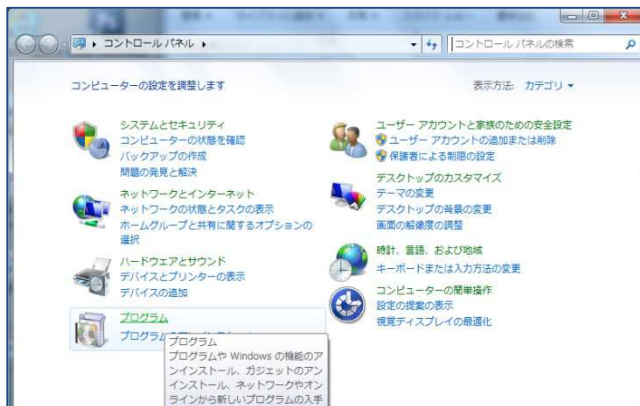 コントロール パネル
コントロール パネルの検索
コンピューターの設定を調整します
表示方法: カテゴリ
システムとセキュリティ
コンピューターの状態を確認
バックアップの作成
問題の発見と解決
ネットワークとインターネット
ネットワークの状態とタスクの表示
ホームグループと共有に関するオプションの
選択
ハードウェアとサウンド
デバイスとプリンターの表示
デバイスの追加
プログラム
プログラム
プログラム
プログラムや Windows の機能のア
ンインストール、ガジェットのアン
インストール、ネットワークやオン
ラインから新しいプログラムの入手
ユーザー アカウントと家族のための安全設定
ユーザー アカウントの追加または削除
保護者による制限の設定
デスクトップのカスタマイズ
テーマの変更
デスクトップの背景の変更
画面の解像度の調整
時計、言語、および地域
キーボードまたは入力方法の変更
コンピューターの簡単操作
設定の提案の表示
視覚ディスプレイの最適化